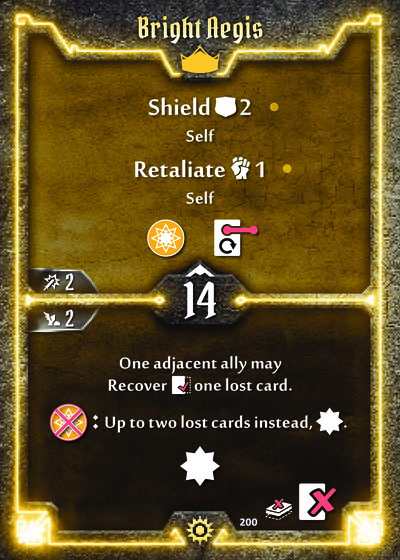 Bright Aegis
Shield 2
Self
Retaliate 1
Self
2
14
2
One adjacent ally may
Recover one lost card.
: Up to two lost cards instead, .
200